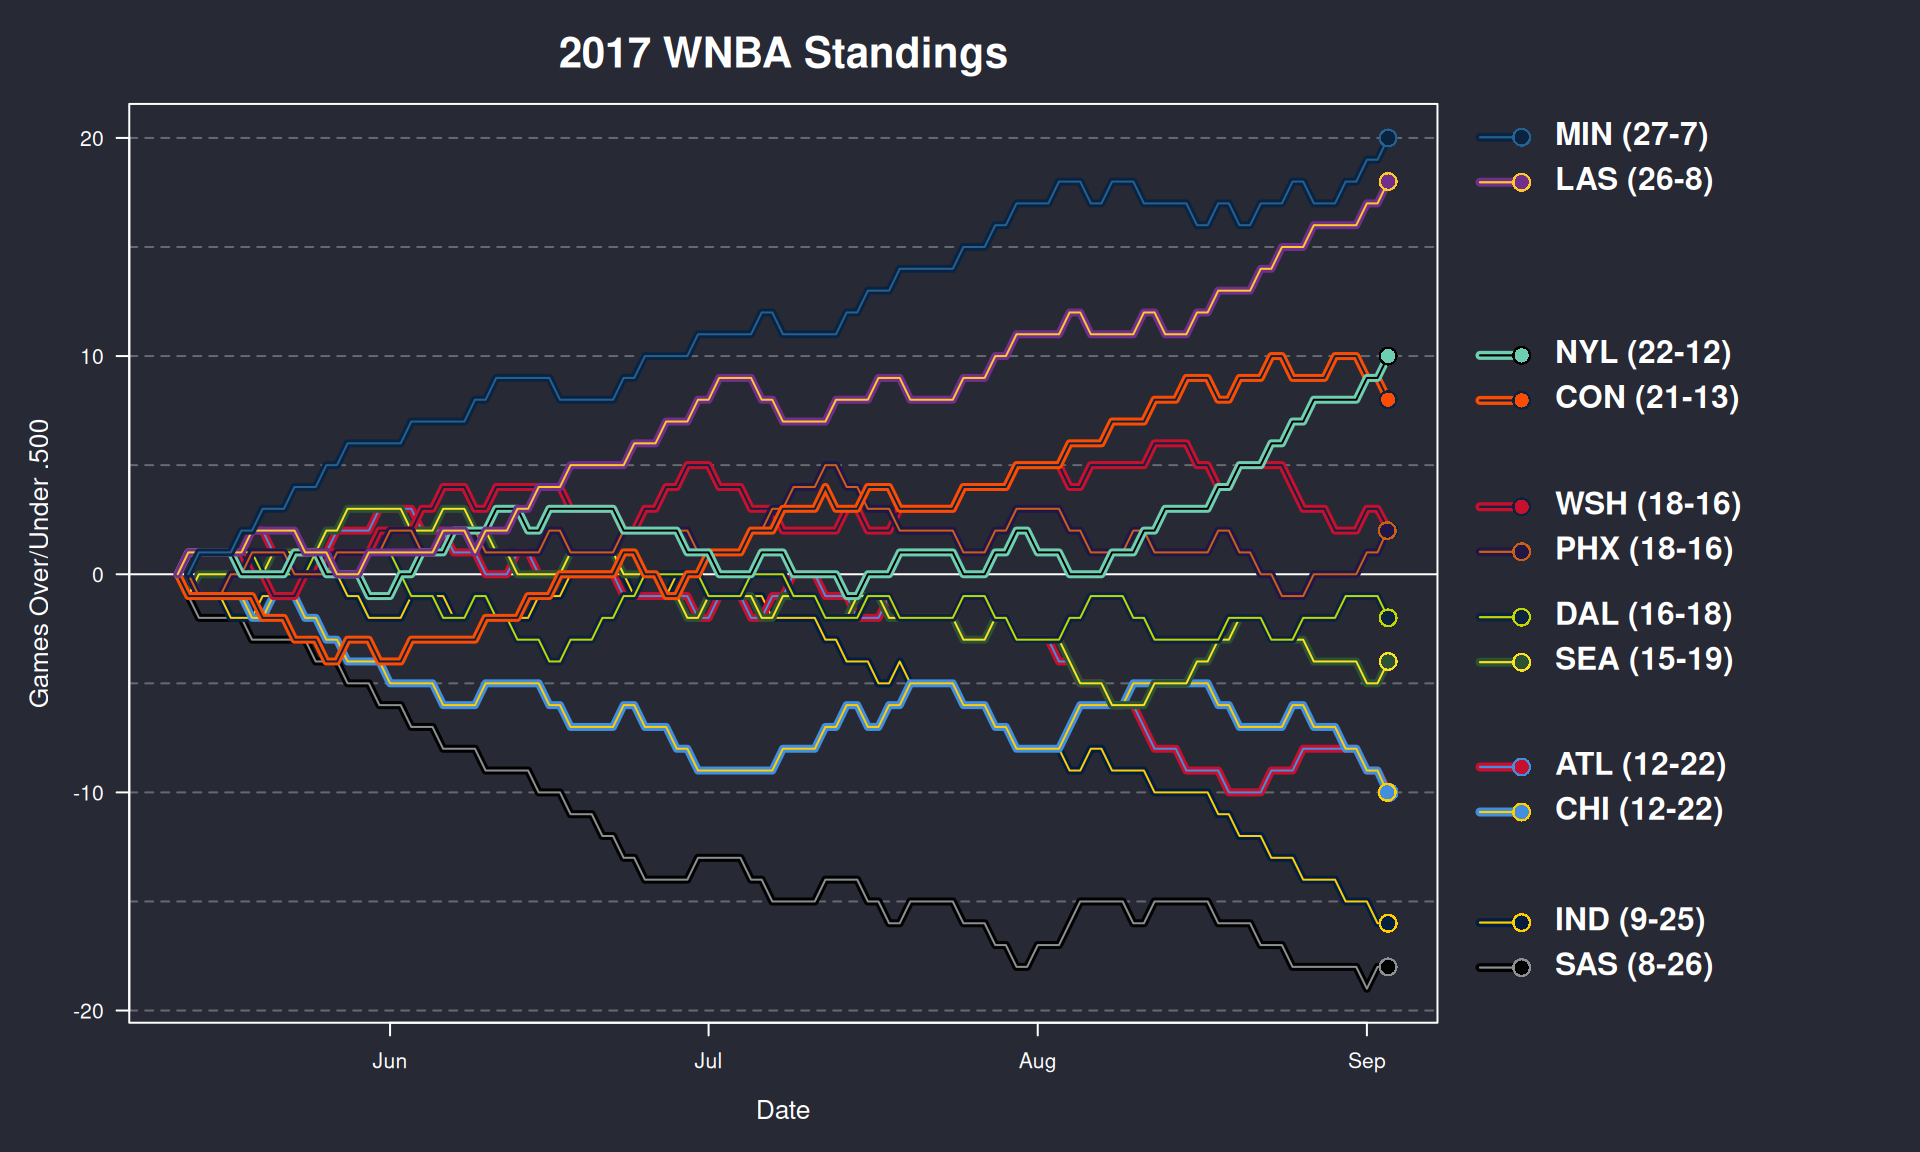 2017 WNBA Standings
Games Over/Under .500
20
10
0
-10
-20
Jun
Jul
Aug
Sep
Date
MIN (27-7)
LAS (26-8)
NYL (22-12)
CON (21-13)
WSH (18-16)
PHX (18-16)
DAL (16-18)
SEA (15-19)
ATL (12-22)
CHI (12-22)
IND (9-25)
SAS (8-26)